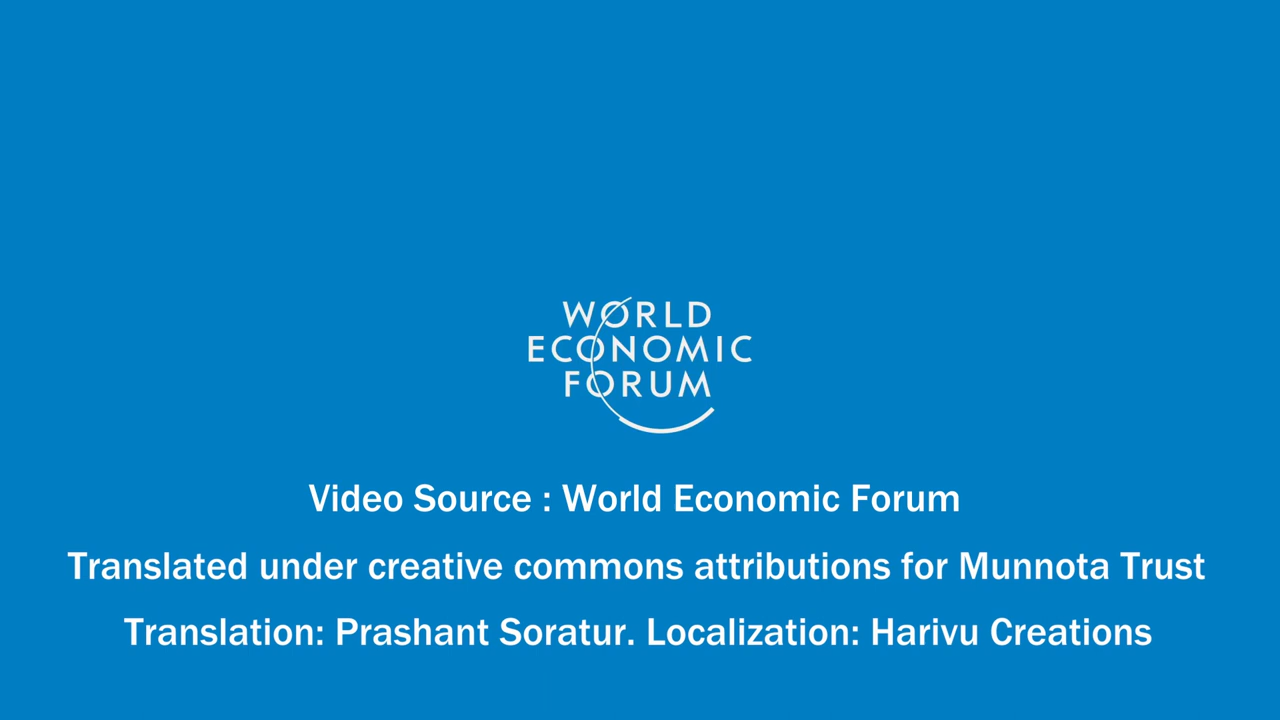 WORLD
ECONOMIC
FORUM
Video Source : World Economic Forum
Translated under creative commons attributions for Munnota Trust
Translation: Prashant Soratur. Localization: Harivu Creations